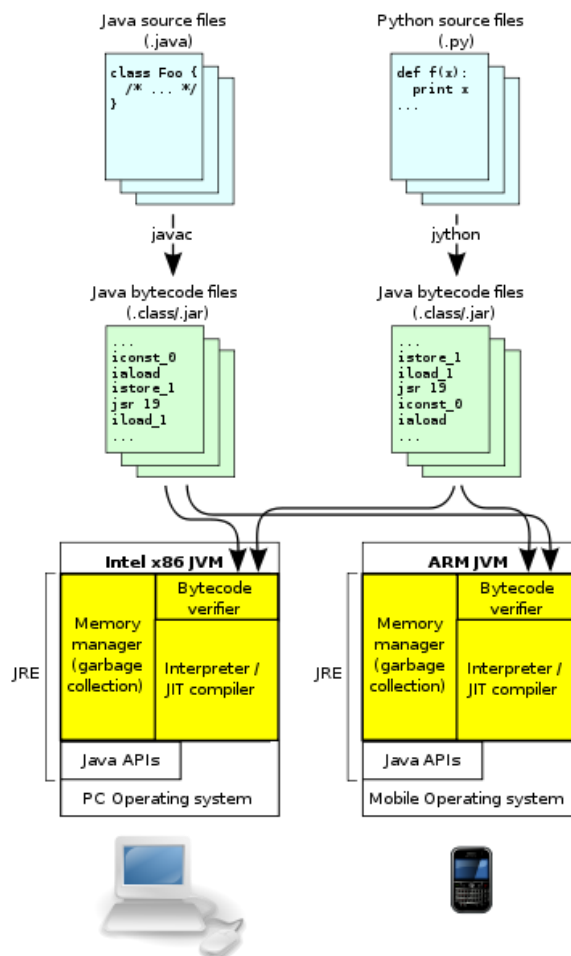 Java source files
(.java)
class Foo {
/* ... */
}
Python source files
(.py)
def f(x):
print x
...
javac
jython
Java bytecode files
(.class/.jar)
...
iconst_0
iaload
istore_1
jsr 19
iload_1
...
Java bytecode files
(.class/.jar)
...
istore_1
iload_1
jsr 19
iconst_0
iaload
...
Intel x86 JVM
Bytecode
verifier
Memory
manager
(garbage
collection)
Interpreter /
JIT compiler
JRE
Java APIs
PC Operating system
ARM JVM
Bytecode
verifier
Memory
manager
(garbage
collection)
Interpreter /
JIT compiler
JRE
Java APIs
Mobile Operating system